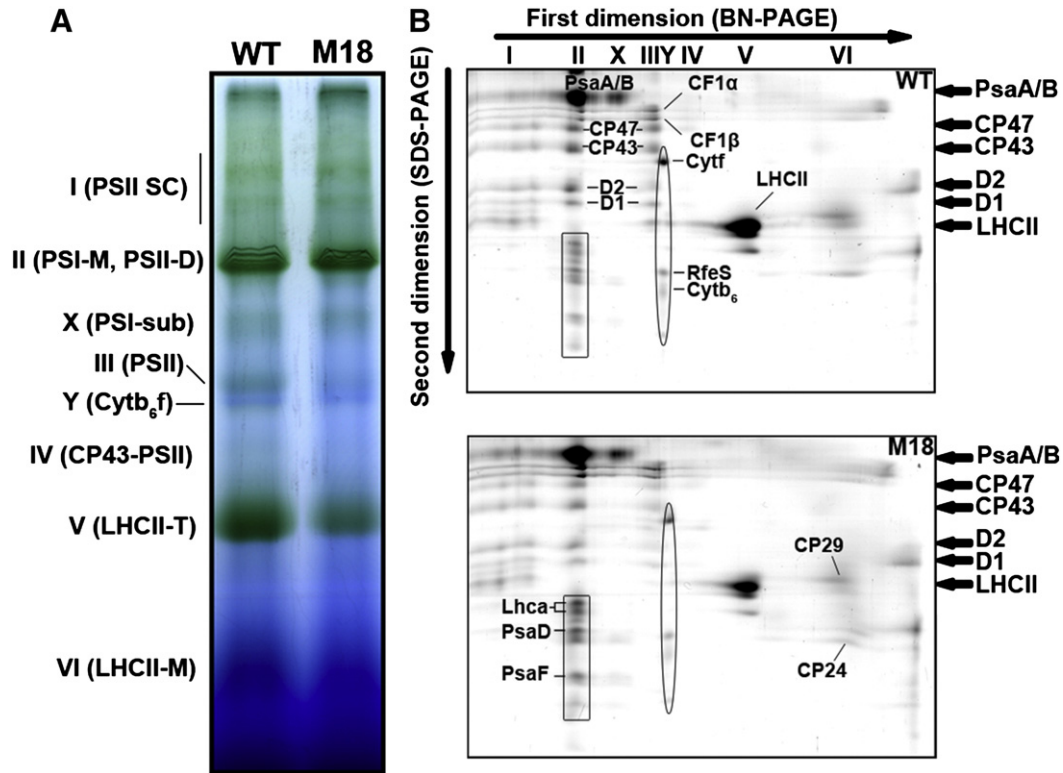 A
WT M18
I (PSII SC)
II (PSI-M, PSII-D)
X (PSI-sub)
III (PSII)
Y (Cytb₆f)
IV (CP43-PSII)
V (LHCII-T)
VI (LHCII-M)
B
First dimension (BN-PAGE)
Second dimension (SDS-PAGE)
I II X III Y IV V VI
WT
PsaA/B
CF1α
CF1β
CP47
CP43
Cytf
D2
D1
LHCII
RfeS
Cytb₆
PsaA/B
CP47
CP43
D2
D1
LHCII
M18
CP29
Lhca
PsaD
PsaF
CP24
PsaA/B
CP47
CP43
D2
D1
LHCII